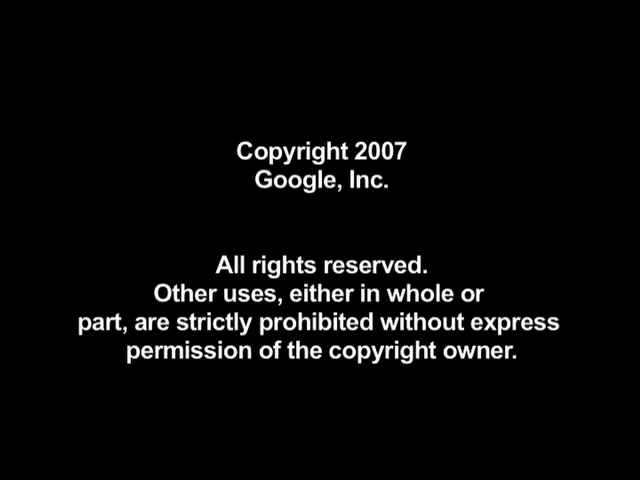 Copyright 2007
Google, Inc.
All rights reserved.
Other uses, either in whole or
part, are strictly prohibited without express
permission of the copyright owner.